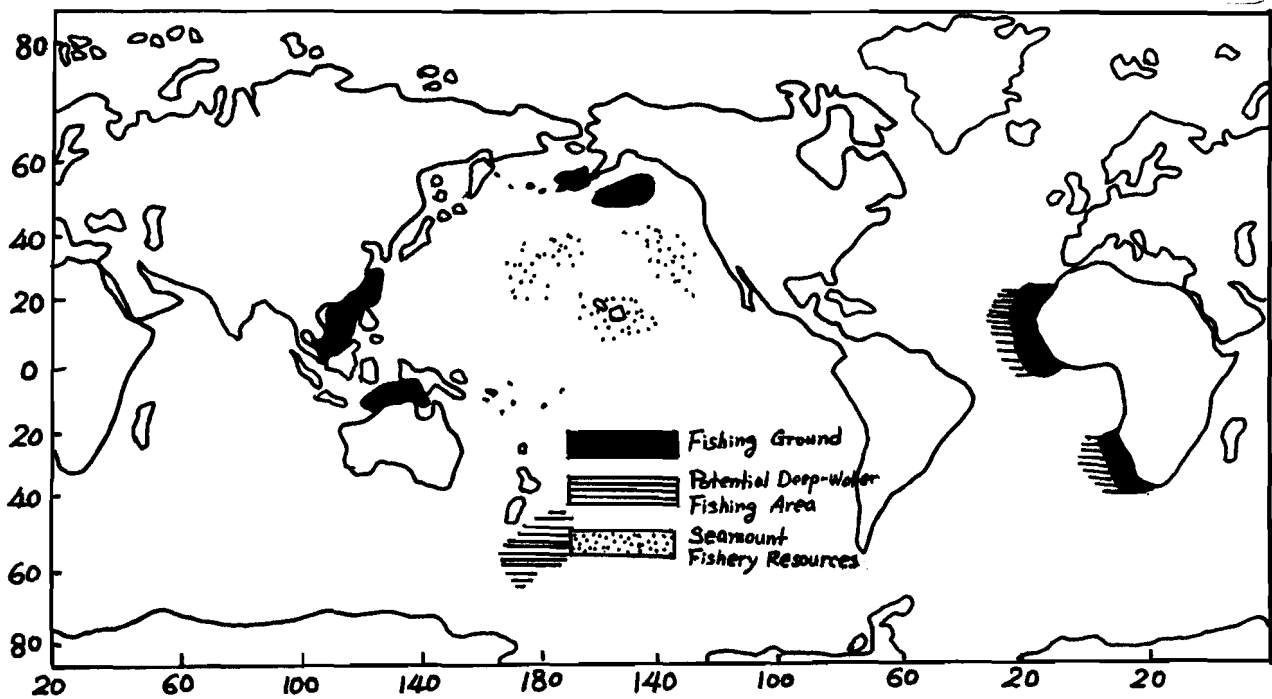 80
60
40
20
0
20
40
60
80
Fishing Ground
Potential Deep-Water
Fishing Area
Seamount
Fishery Resources
20 60 100 140 180 140 100 60 20 20